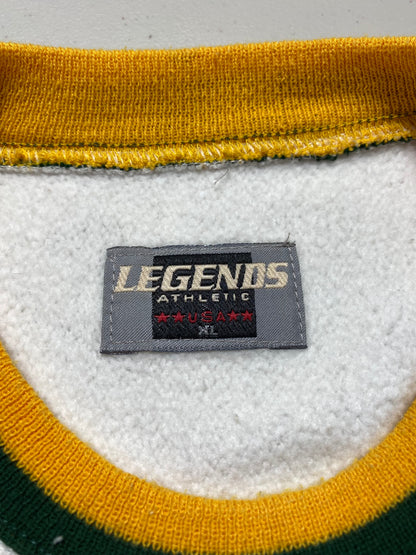 LEGENDS
ATHLETIC
★★USA★★
XL